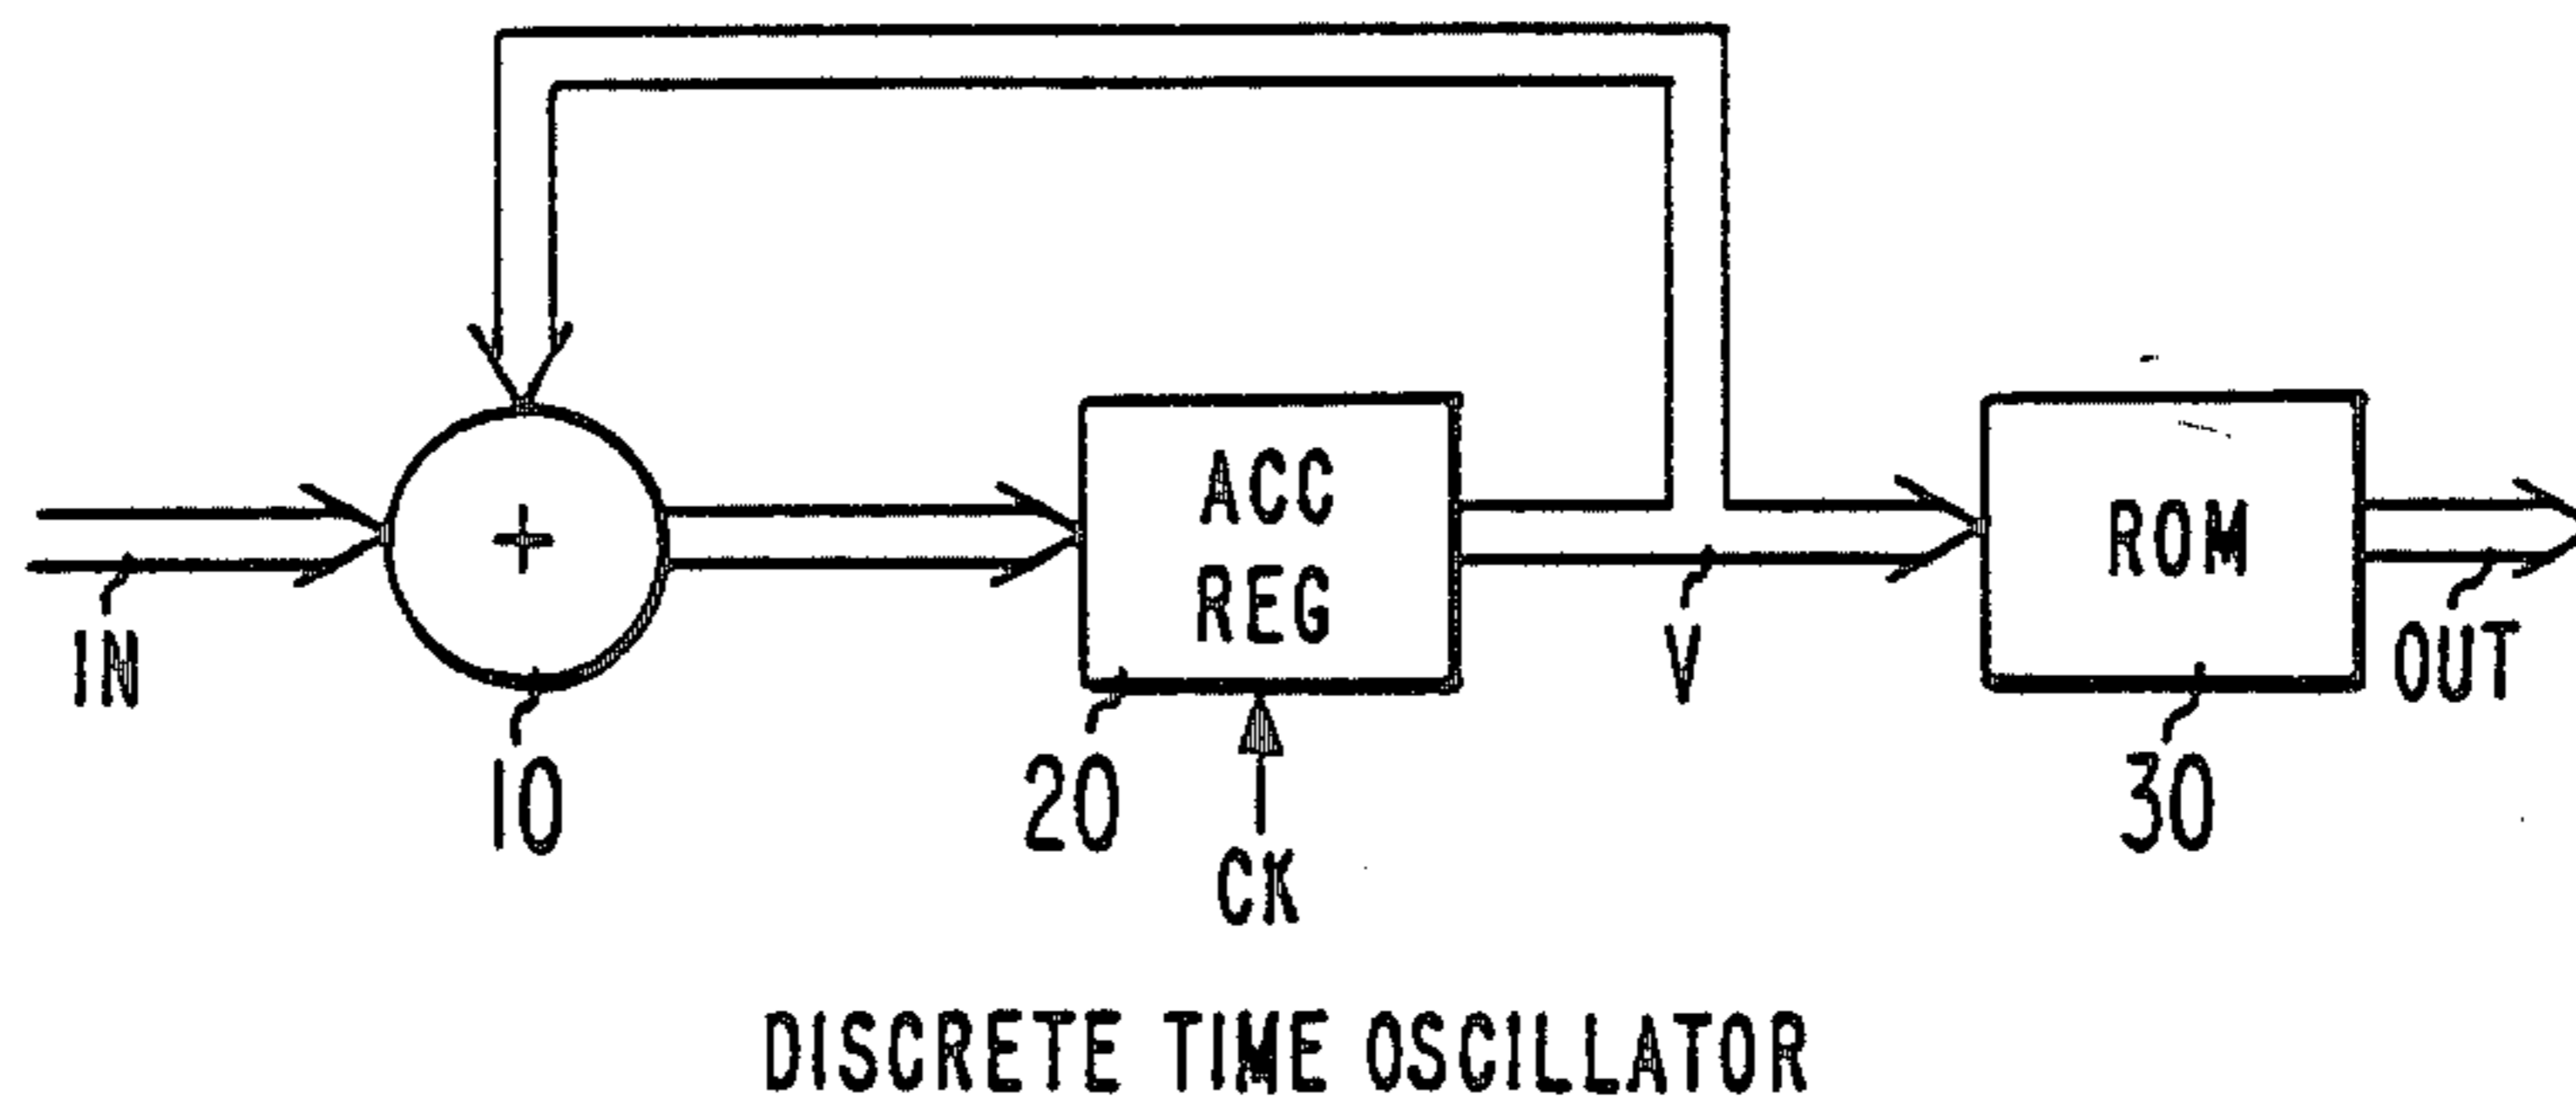 +
ACC
REG
ROM
IN
V
OUT
10
20
30
CK
DISCRETE TIME OSCILLATOR